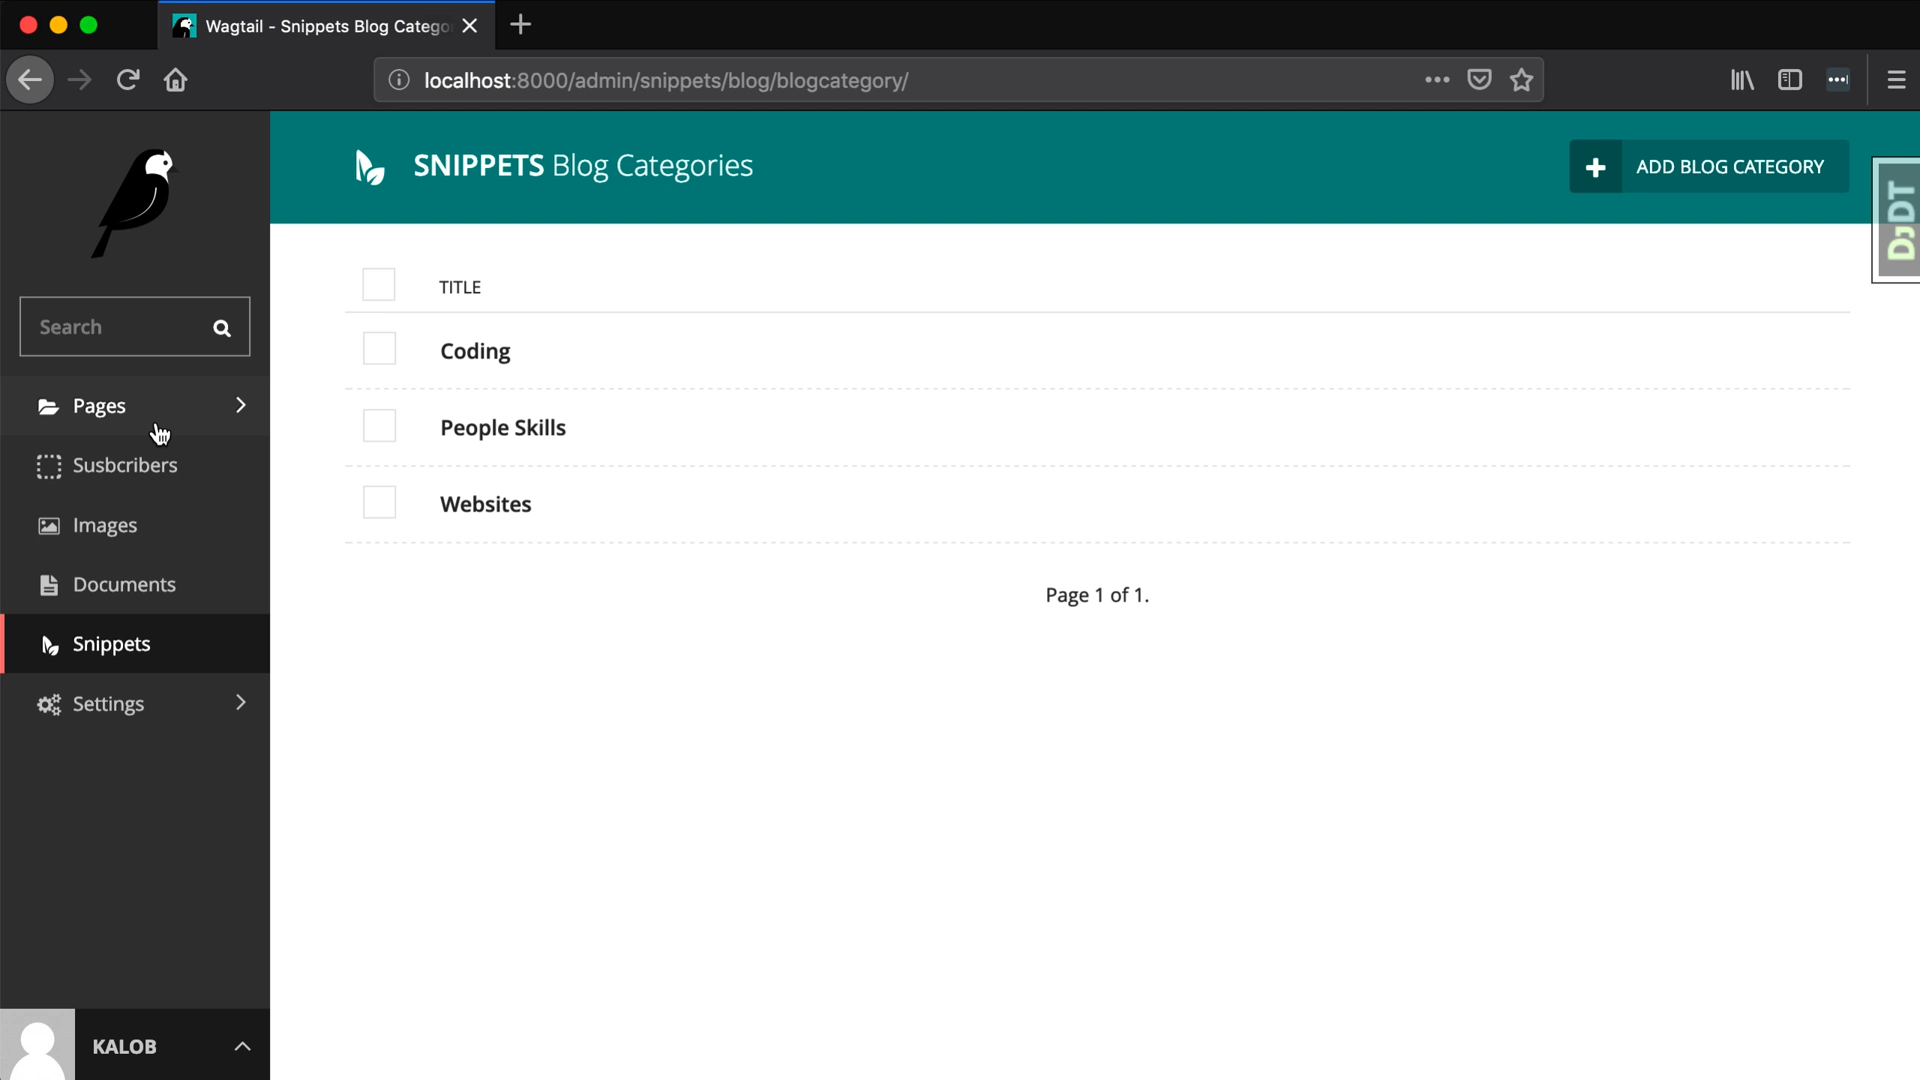 Wagtail - Snippets Blog Catego
localhost:8000/admin/snippets/blog/blogcategory/
SNIPPETS Blog Categories
ADD BLOG CATEGORY
DjDT
Search
TITLE
Coding
Pages
People Skills
Susbcribers
Websites
Images
Documents
Page 1 of 1.
Snippets
Settings
KALOB